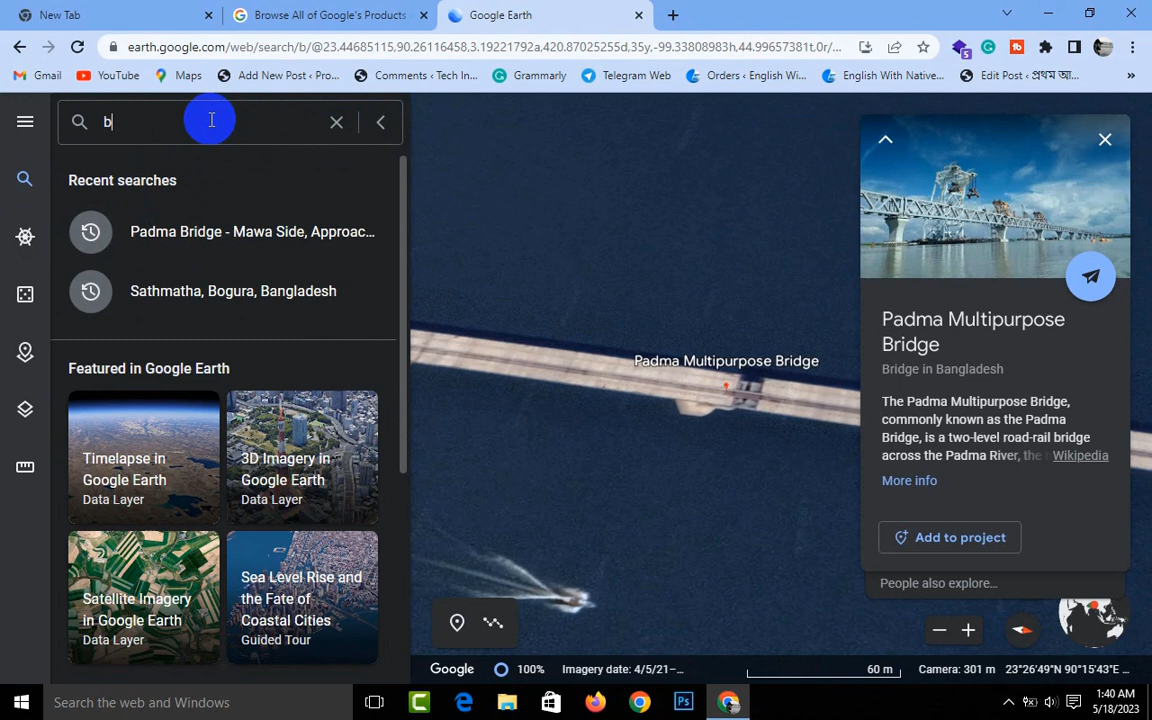 New Tab
Browse All of Google's Products
Google Earth
earth.google.com/web/search/b/@23.44685115,90.26116458,3.19221792a,420.87025255d,35y,-99.33808983h,44.99657183t,0r/...
Gmail
YouTube
Maps
Add New Post ‹ Pro...
Comments ‹ Tech In...
Grammarly
Telegram Web
Orders ‹ English Wi...
English With Native...
Edit Post ‹ প্রথম আ...
5
b
Recent searches
Padma Bridge - Mawa Side, Approac...
Sathmatha, Bogura, Bangladesh
Featured in Google Earth
Timelapse in
Google Earth
Data Layer
3D Imagery in
Google Earth
Data Layer
Satellite Imagery
in Google Earth
Data Layer
Sea Level Rise and
the Fate of
Coastal Cities
Guided Tour
Padma Multipurpose Bridge
Padma Multipurpose
Bridge
Bridge in Bangladesh
The Padma Multipurpose Bridge,
commonly known as the Padma
Bridge, is a two-level road-rail bridge
across the Padma River, the
Wikipedia
More info
Add to project
People also explore...
Google
100%
Imagery date: 4/5/21–...
60 m
Camera: 301 m
23°26'49"N 90°15'43"E ...
Search the web and Windows
Ps
1:40 AM
5/18/2023